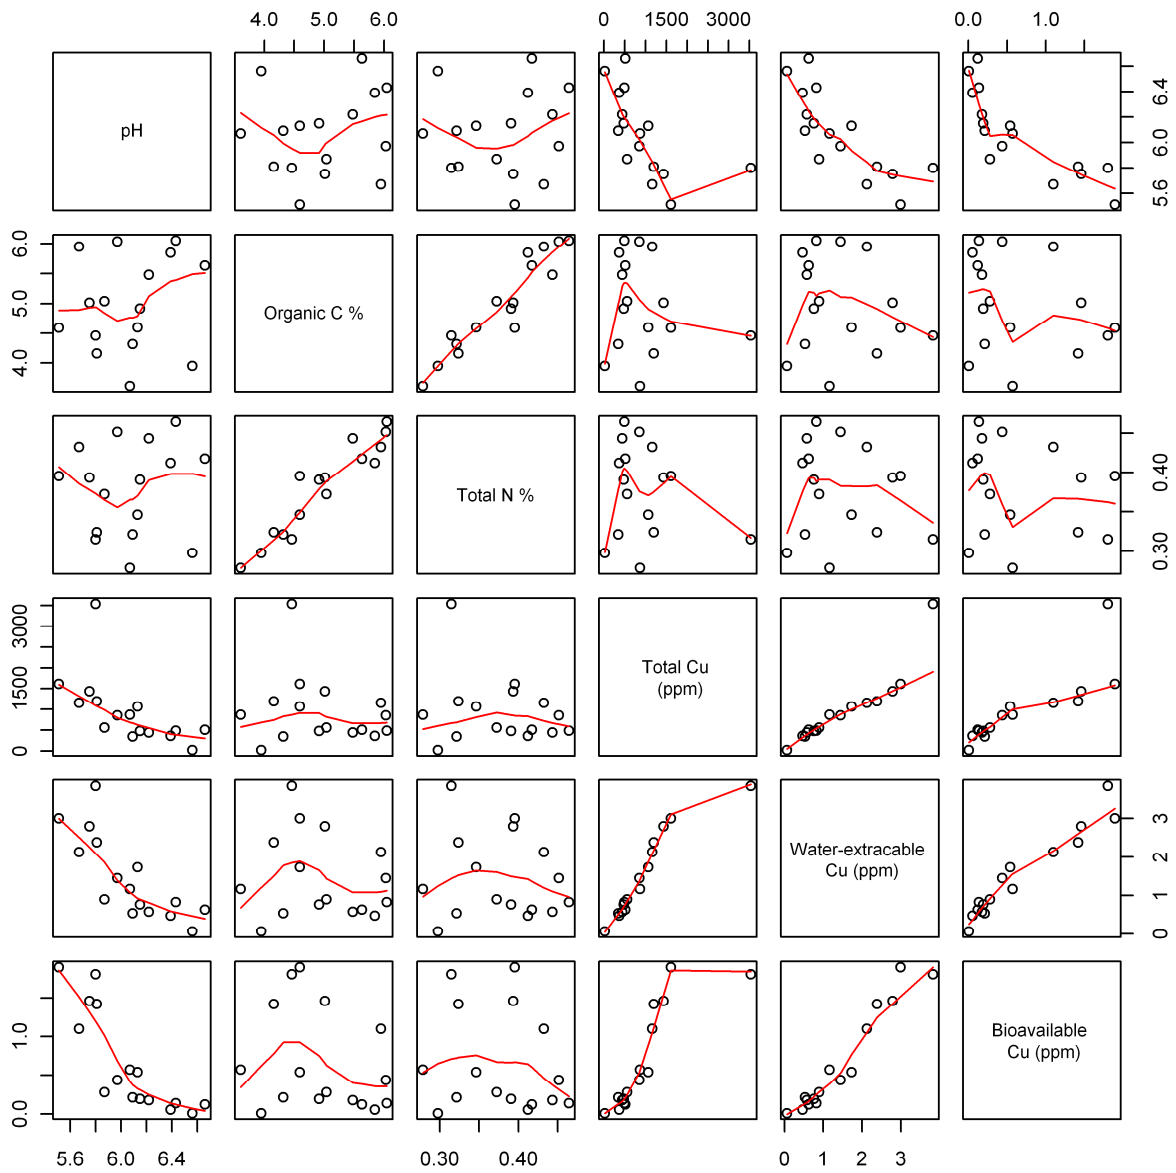 4.0 5.0 6.0 0 1500 3000 0.0 1.0
pH
5.6 6.0 6.4
4.0 5.0 6.0
Organic C %
Total N %
0.30 0.40
0 1500 3000
Total Cu
(ppm)
Water-extracable
Cu (ppm)
0 1 2 3
0.0 1.0
Bioavailable
Cu (ppm)
5.6 6.0 6.4 0.30 0.40 0 1 2 3